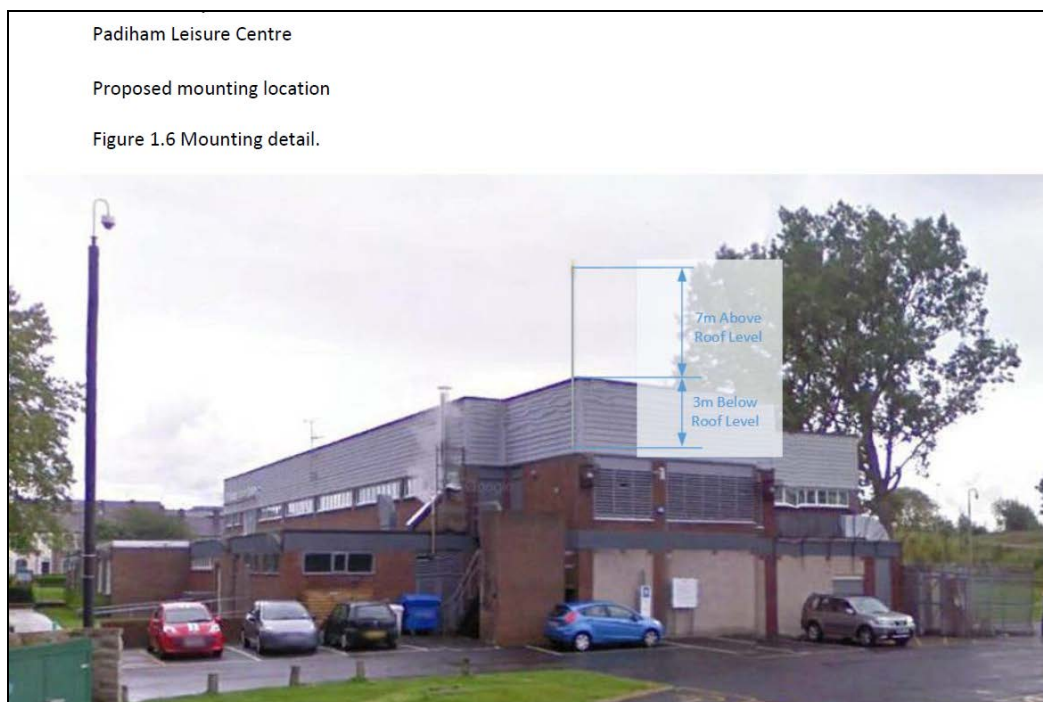 Padiham Leisure Centre
Proposed mounting location
Figure 1.6 Mounting detail.
7m Above
Roof Level
3m Below
Roof Level